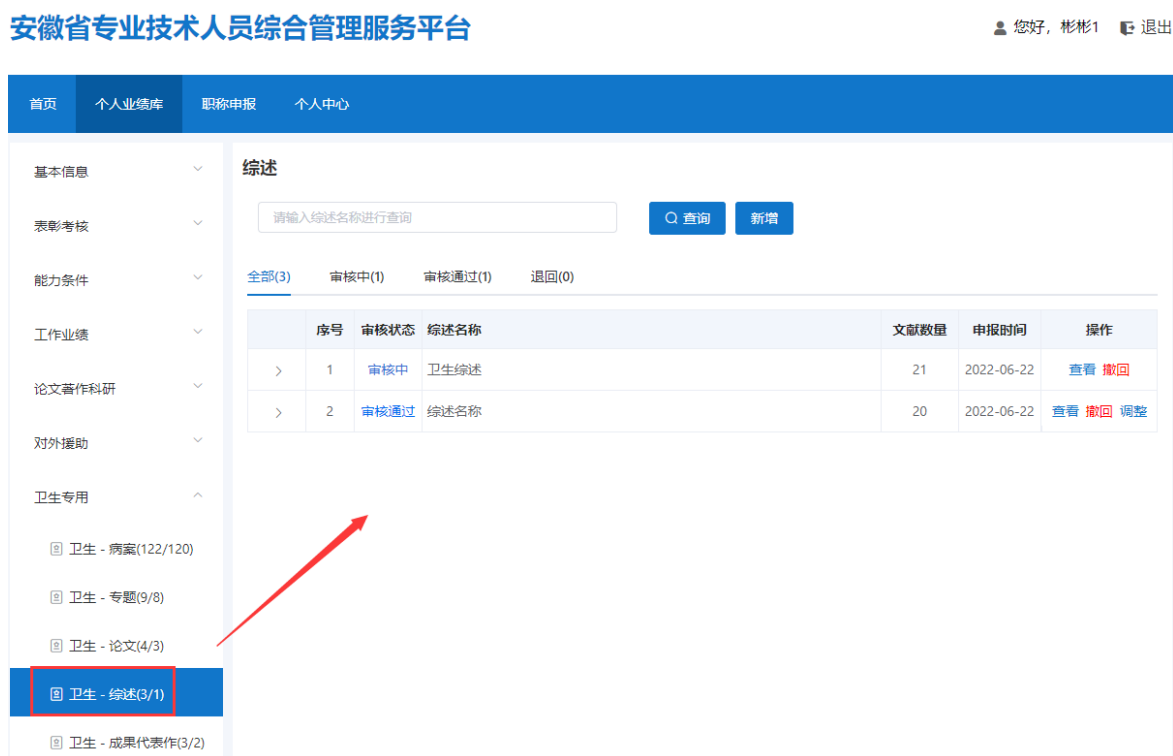 安徽省专业技术人员综合管理服务平台
您好，彬彬1 退出
首页 个人业绩库 职称申报 个人中心
基本信息
表彰考核
能力条件
工作业绩
论文著作科研
对外援助
卫生专用
卫生 - 病案(122/120)
卫生 - 专题(9/8)
卫生 - 论文(4/3)
卫生 - 综述(3/1)
卫生 - 成果代表作(3/2)
综述
请输入综述名称进行查询 查询 新增
全部(3) 审核中(1) 审核通过(1) 退回(0)
序号 审核状态 综述名称 文献数量 申报时间 操作
1 审核中 卫生综述 21 2022-06-22 查看 撤回
2 审核通过 综述名称 20 2022-06-22 查看 撤回 调整